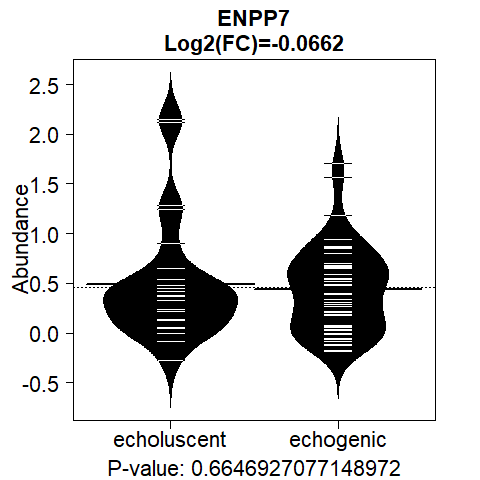 ENPP7
Log2(FC)=-0.0662
Abundance
2.5
2.0
1.5
1.0
0.5
0.0
-0.5
echoluscent echogenic
P-value: 0.6646927077148972